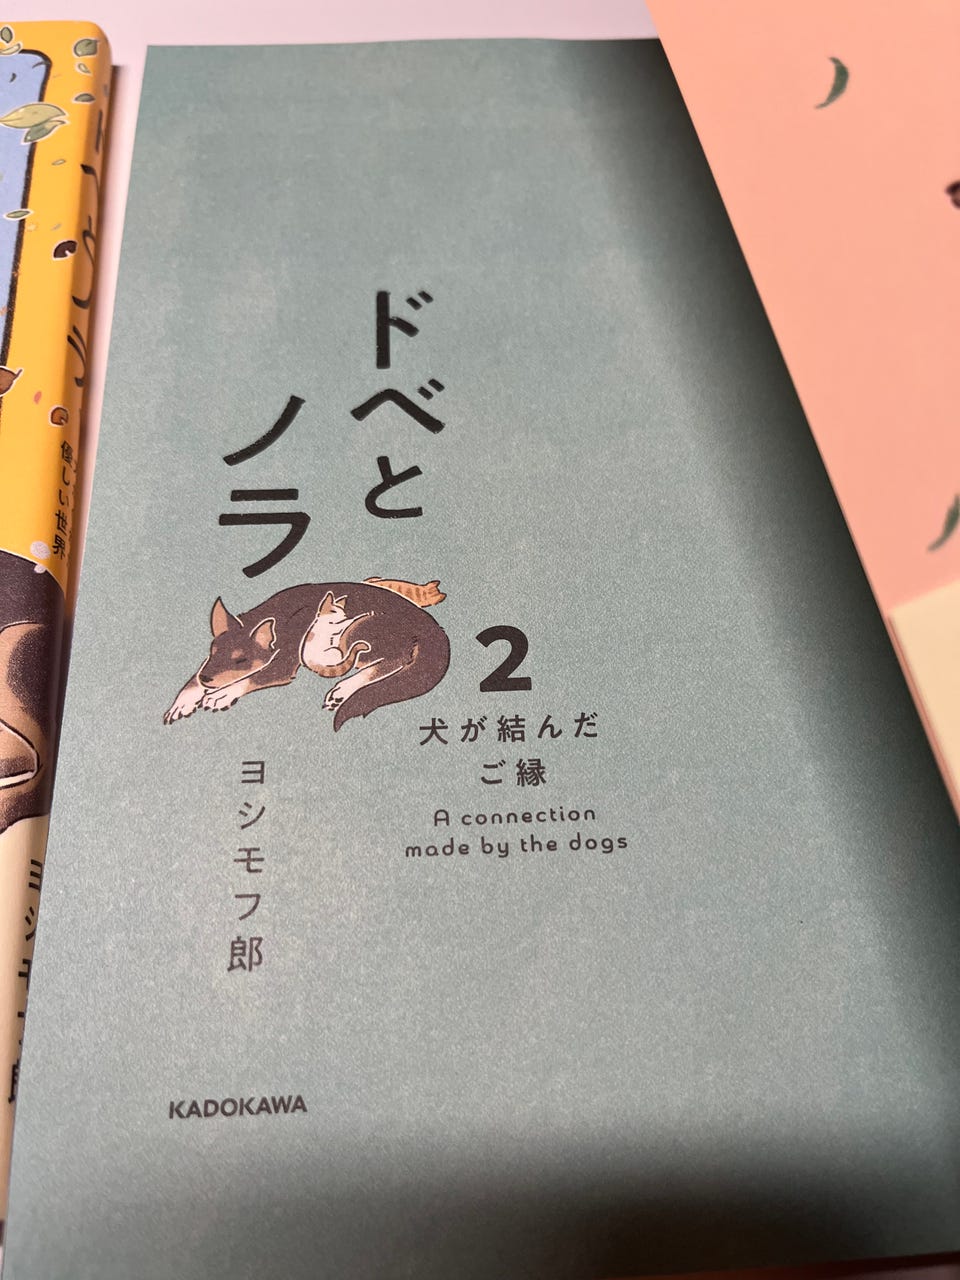 ドベと
ノラ
2
犬が結んだ
ご縁
A connection
made by the dogs
ヨシモフ郎
KADOKAWA
優しい世界